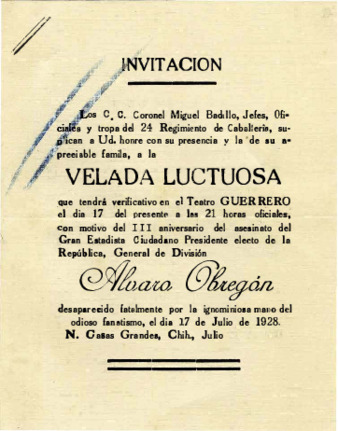 INVITACION
Los C. C. Coronel Miguel Badillo, Jefes, Ofi-
ciales y tropa del 24 Regimiento de Caballeria, su-
plican a Ud. honre con su presencia y la de su a-
preciable famila, a la
VELADA LUCTUOSA
que tendrá verificativo en el Teatro GUERRERO
el dia 17 del presente a las 21 horas oficiales,
con motivo del III aniversario del asesinato del
Gran Estadista Ciudadano Presidente electo de la
República, General de División
Alvaro Obregón
desaparecido fatalmente por la ignominiosa mano del
odioso fanatismo, el dia 17 de Julio de 1928.
N. Casas Grandes, Chih., Julio